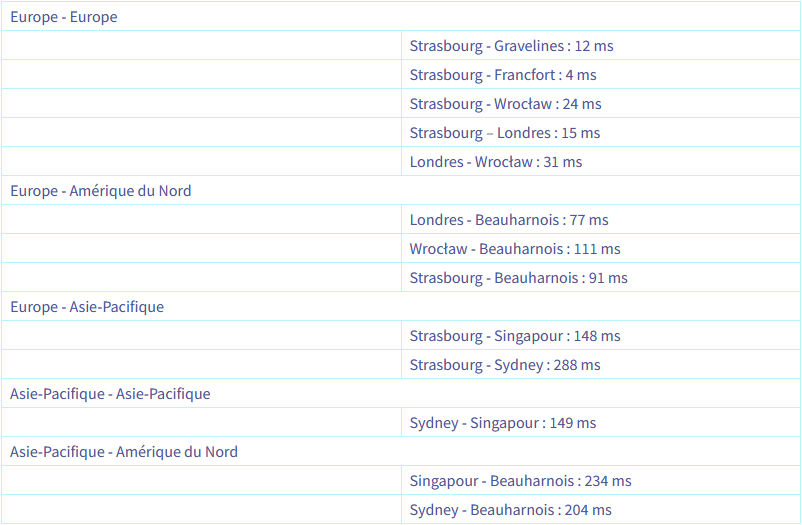 Europe - Europe
Strasbourg - Gravelines : 12 ms
Strasbourg - Francfort : 4 ms
Strasbourg - Wrocław : 24 ms
Strasbourg – Londres : 15 ms
Londres - Wrocław : 31 ms
Europe - Amérique du Nord
Londres - Beauharnois : 77 ms
Wrocław - Beauharnois : 111 ms
Strasbourg - Beauharnois : 91 ms
Europe - Asie-Pacifique
Strasbourg - Singapour : 148 ms
Strasbourg - Sydney : 288 ms
Asie-Pacifique - Asie-Pacifique
Sydney - Singapour : 149 ms
Asie-Pacifique - Amérique du Nord
Singapour - Beauharnois : 234 ms
Sydney - Beauharnois : 204 ms